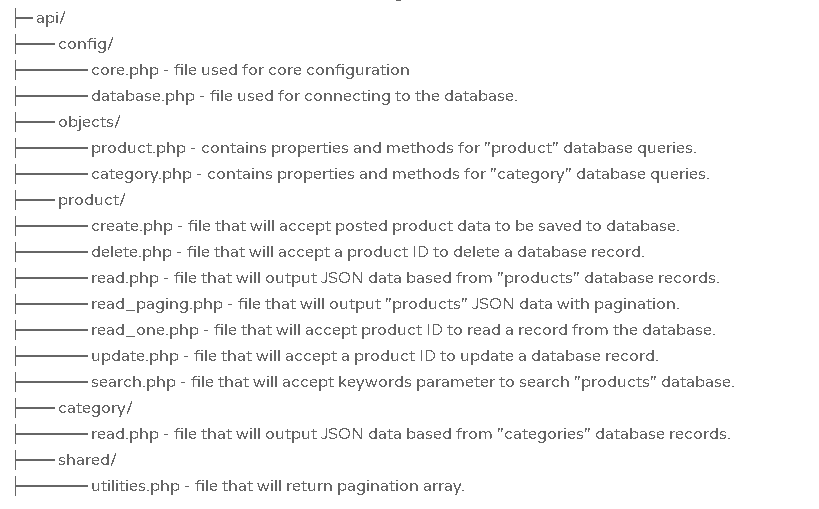 api/
config/
core.php - file used for core configuration
database.php - file used for connecting to the database.
objects/
product.php - contains properties and methods for "product" database queries.
category.php - contains properties and methods for "category" database queries.
product/
create.php - file that will accept posted product data to be saved to database.
delete.php - file that will accept a product ID to delete a database record.
read.php - file that will output JSON data based from "products" database records.
read_paging.php - file that will output "products" JSON data with pagination.
read_one.php - file that will accept product ID to read a record from the database.
update.php - file that will accept a product ID to update a database record.
search.php - file that will accept keywords parameter to search "products" database.
category/
read.php - file that will output JSON data based from "categories" database records.
shared/
utilities.php - file that will return pagination array.